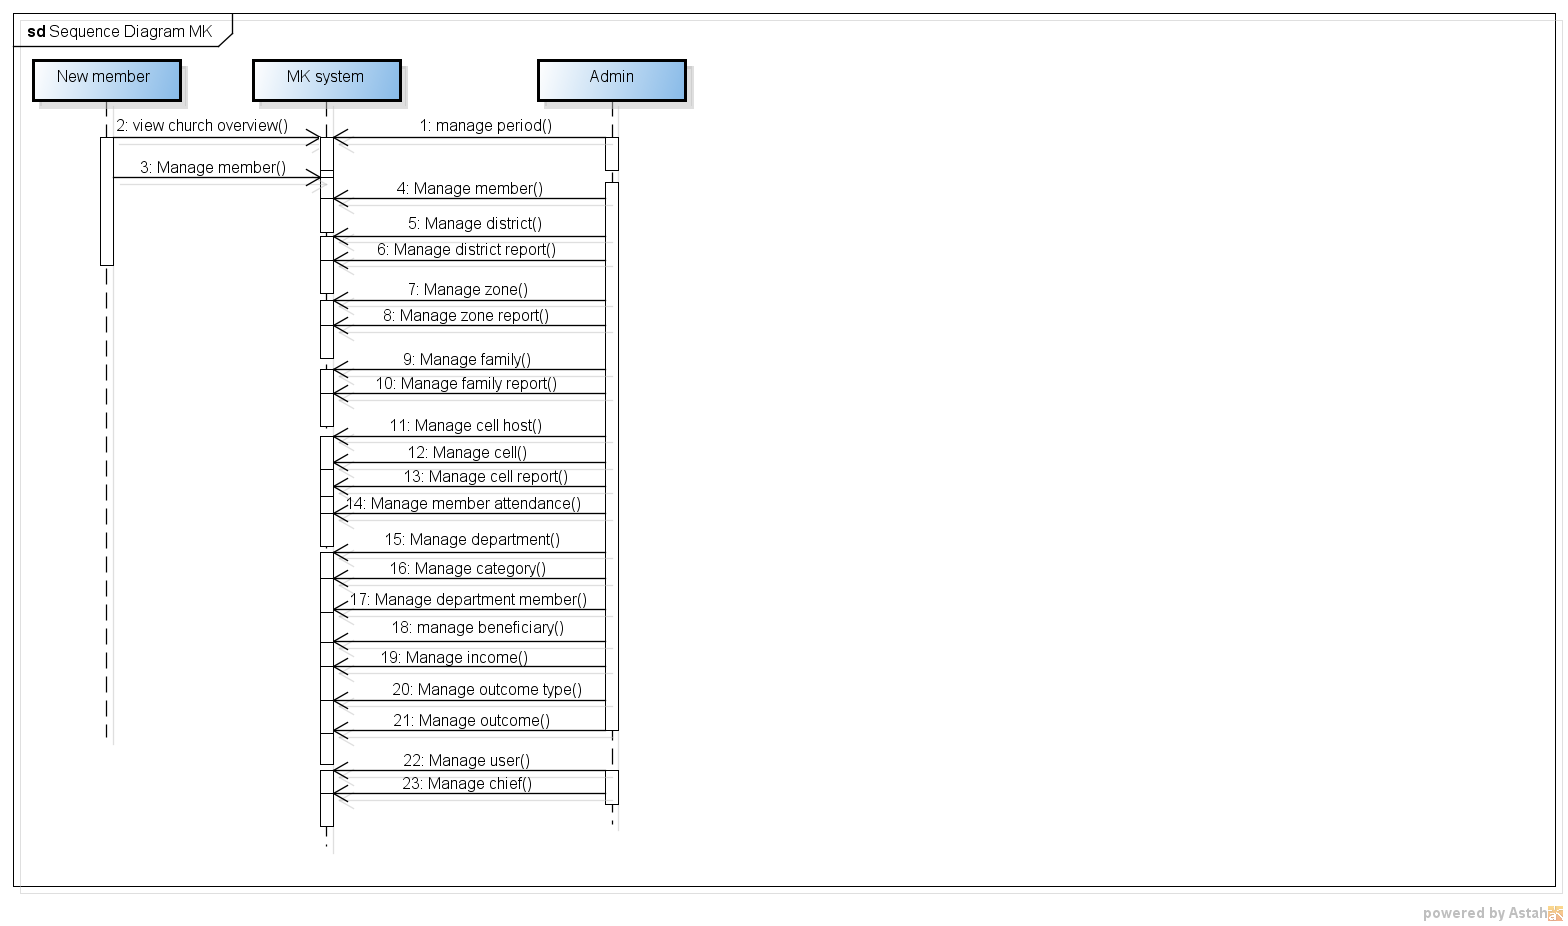 sd Sequence Diagram MK
New member
MK system
Admin
2: view church overview()
1: manage period()
3: Manage member()
4: Manage member()
5: Manage district()
6: Manage district report()
7: Manage zone()
8: Manage zone report()
9: Manage family()
10: Manage family report()
11: Manage cell host()
12: Manage cell()
13: Manage cell report()
14: Manage member attendance()
15: Manage department()
16: Manage category()
17: Manage department member()
18: manage beneficiary()
19: Manage income()
20: Manage outcome type()
21: Manage outcome()
22: Manage user()
23: Manage chief()
powered by Astah